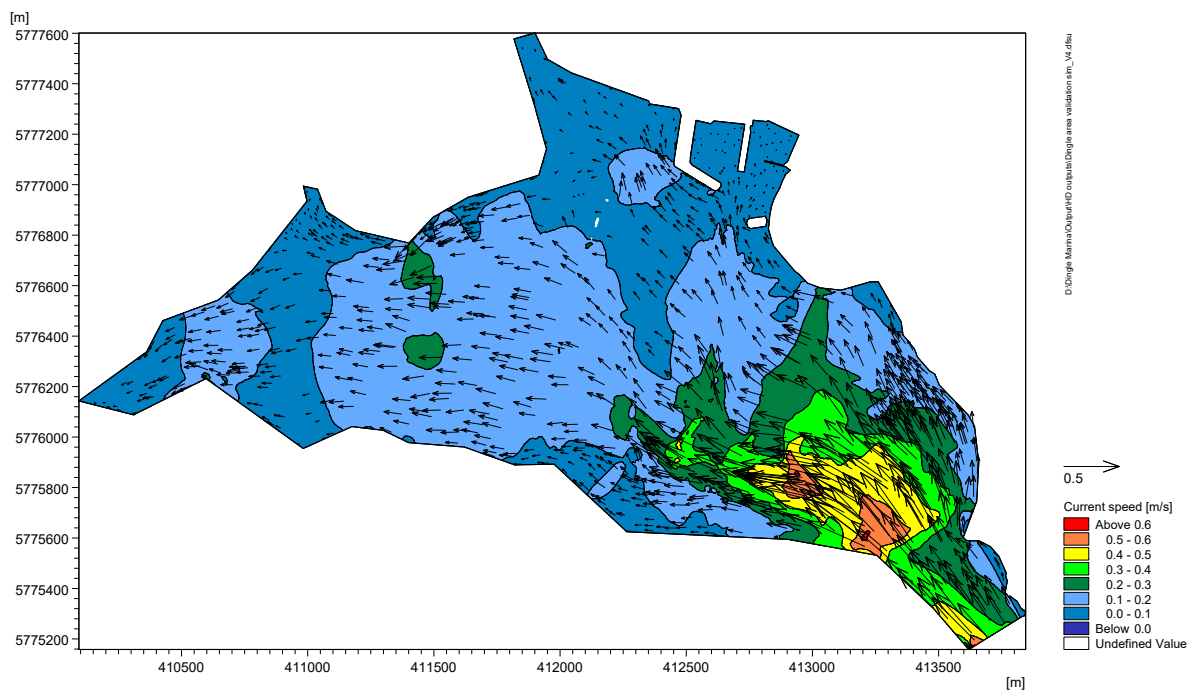 [m]
5777600
5777400
5777200
5777000
5776800
5776600
5776400
5776200
5776000
5775800
5775600
5775400
5775200
410500 411000 411500 412000 412500 413000 413500
[m]
D:\Dingle Marina\Output\HD outputs\Dingle area validation sim_V4.dfsu
0.5
Current speed [m/s]
Above 0.6
0.5 - 0.6
0.4 - 0.5
0.3 - 0.4
0.2 - 0.3
0.1 - 0.2
0.0 - 0.1
Below 0.0
Undefined Value